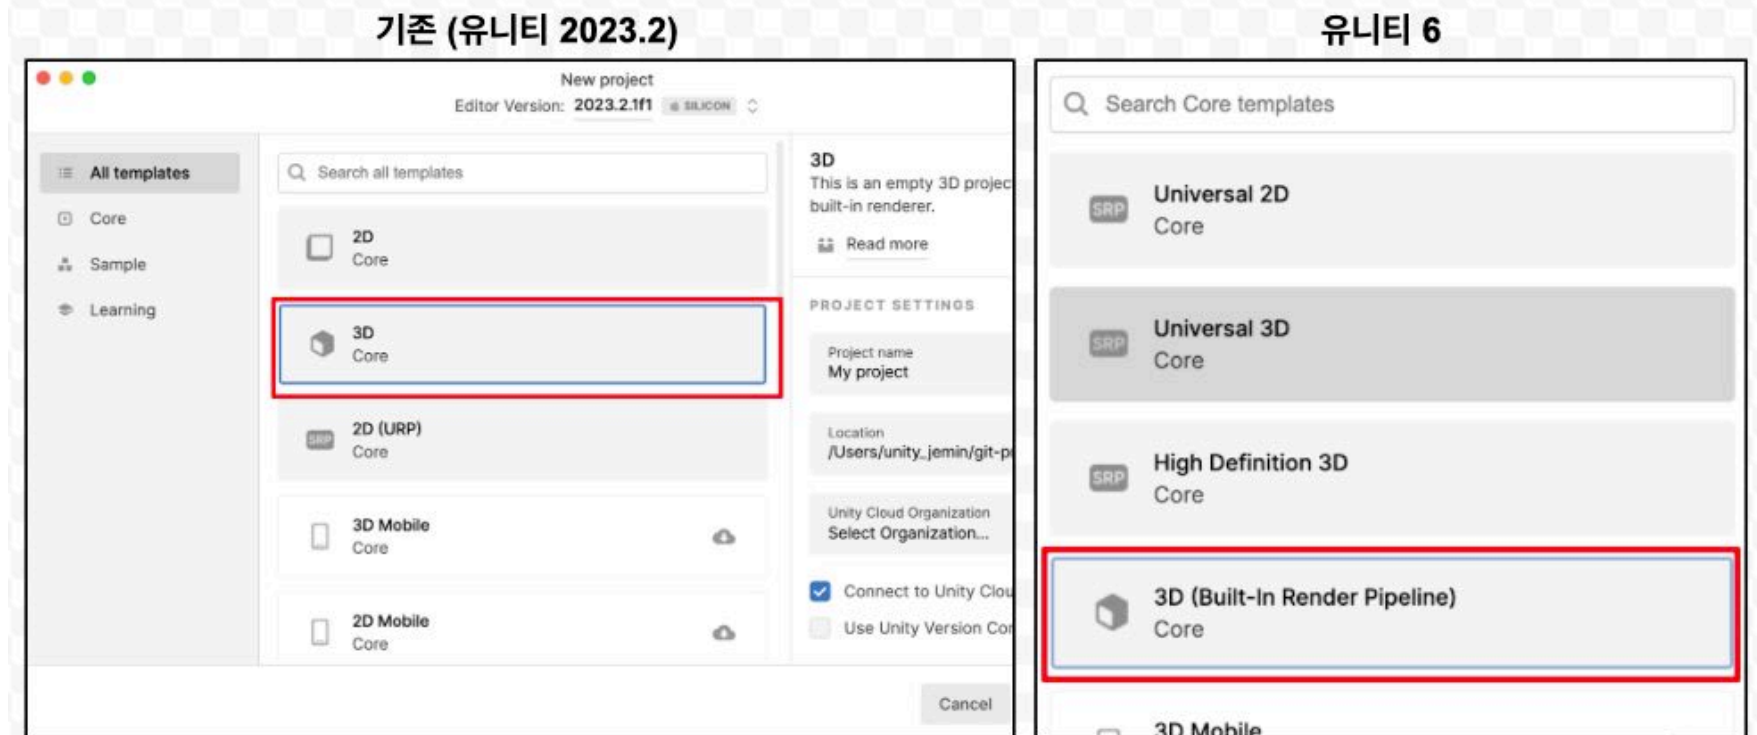 기존 (유니티 2023.2)
New project
Editor Version: 2023.2.1f1 SILICON
All templates
Core
Sample
Learning
Search all templates
2D
Core
3D
Core
2D (URP)
Core
3D Mobile
Core
2D Mobile
Core
3D
This is an empty 3D projec
built-in renderer.
Read more
PROJECT SETTINGS
Project name
My project
Location
/Users/unity_jemin/git-p
Unity Cloud Organization
Select Organization...
Connect to Unity Clou
Use Unity Version Con
Cancel
유니티 6
Search Core templates
SRP Universal 2D
Core
SRP Universal 3D
Core
SRP High Definition 3D
Core
3D (Built-In Render Pipeline)
Core
3D Mobile